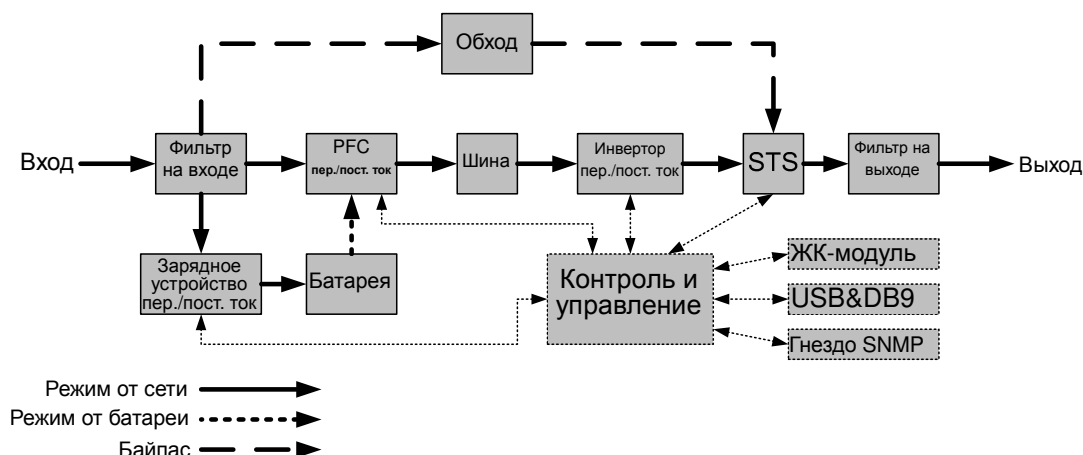 Обход
Вход
Фильтр
на входе
PFC
пер./пост. ток
Шина
Инвертор
пер./пост. ток
STS
Фильтр на
выходе
Выход
Зарядное
устройство
пер./пост. ток
Батарея
Контроль и
управление
ЖК-модуль
USB&DB9
Гнездо SNMP
Режим от сети
Режим от батареи
Байпас